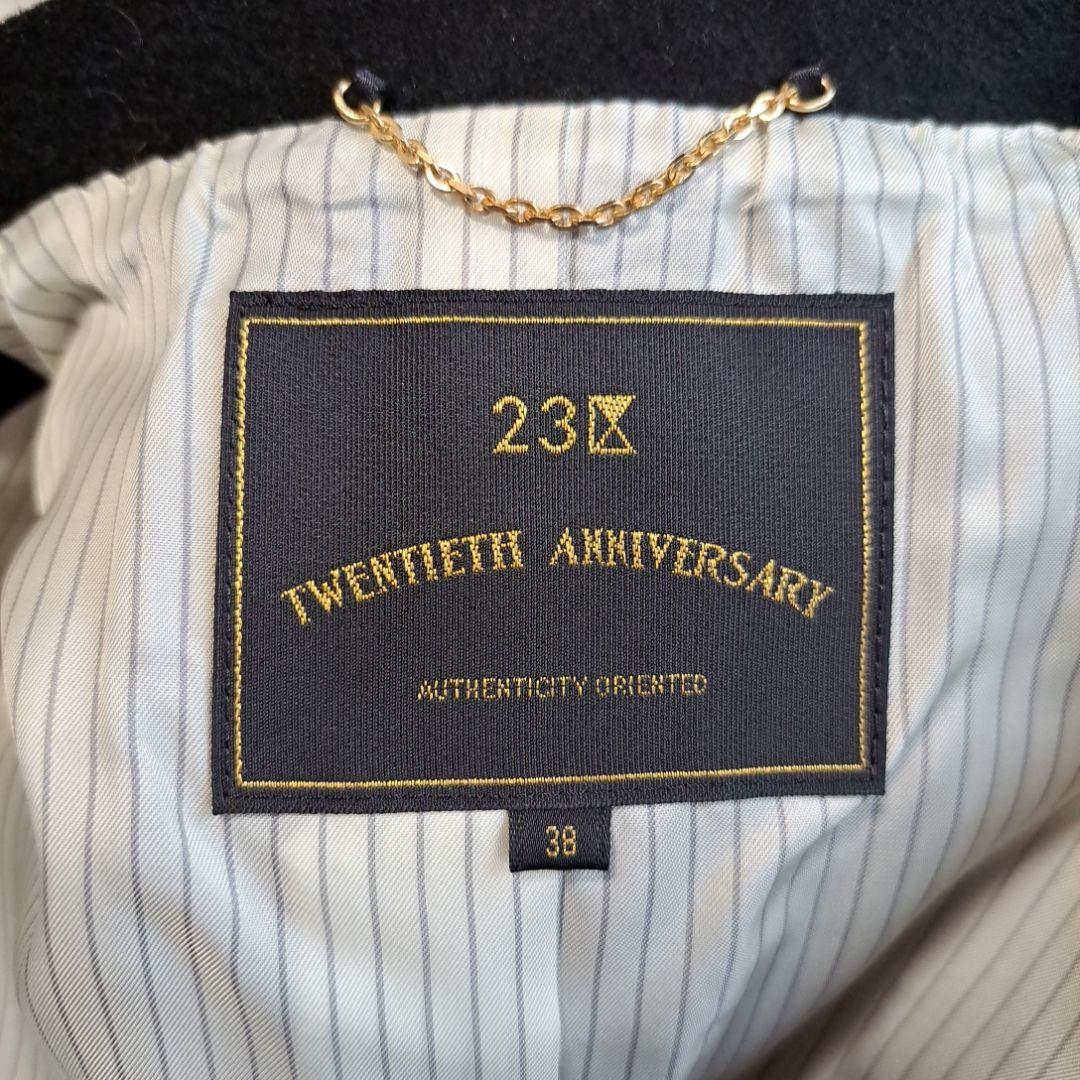 23区
TWENTIETH ANNIVERSARY
AUTHENTICITY ORIENTED
38